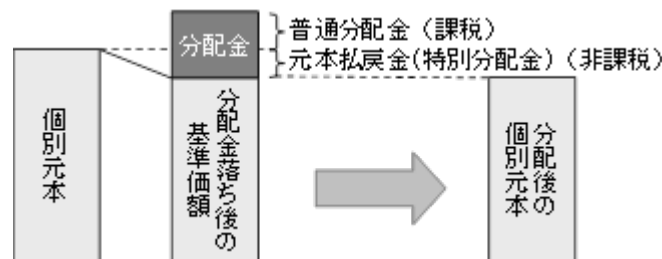 分配金
普通分配金（課税）
元本払戻金(特別分配金)（非課税）
個別元本
分配金落ち後の
基準価額
分配後の
個別元本